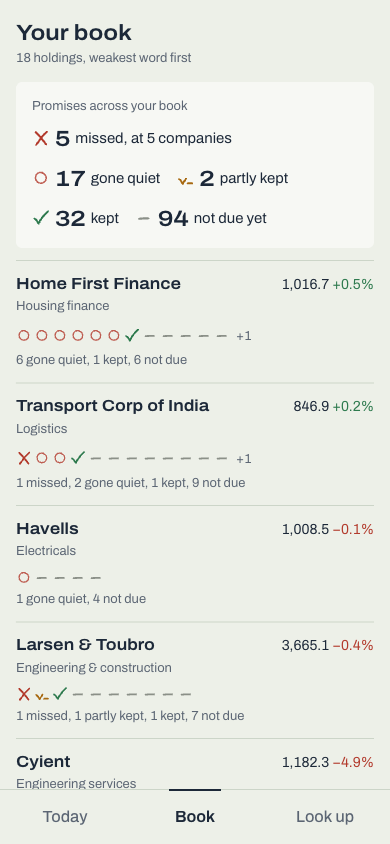 Your book
18 holdings, weakest word first
Promises across your book
5 missed, at 5 companies
17 gone quiet 2 partly kept
32 kept 94 not due yet
Home First Finance 1,016.7 +0.5%
Housing finance
+1
6 gone quiet, 1 kept, 6 not due
Transport Corp of India 846.9 +0.2%
Logistics
+1
1 missed, 2 gone quiet, 1 kept, 9 not due
Havells 1,008.5 −0.1%
Electricals
1 gone quiet, 4 not due
Larsen & Toubro 3,665.1 −0.4%
Engineering & construction
1 missed, 1 partly kept, 1 kept, 7 not due
Cyient 1,182.3 −4.9%
Engineering services
Today Book Look up